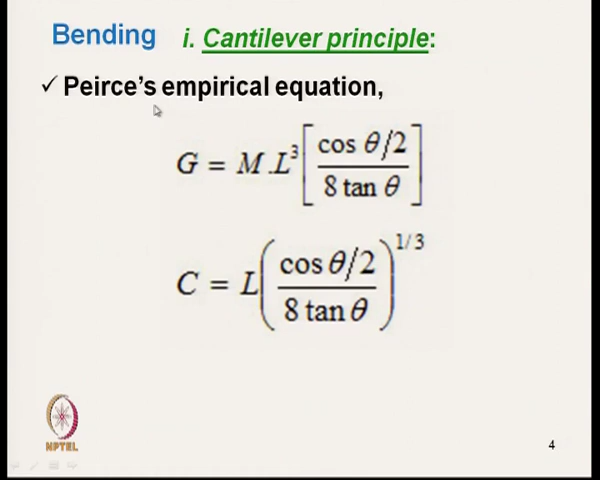 Bending i. Cantilever principle:
✓ Peirce's empirical equation,
G = M.L³[cos θ/2 / 8 tan θ]
C = L(cos θ/2 / 8 tan θ)^1/3
NPTEL
4